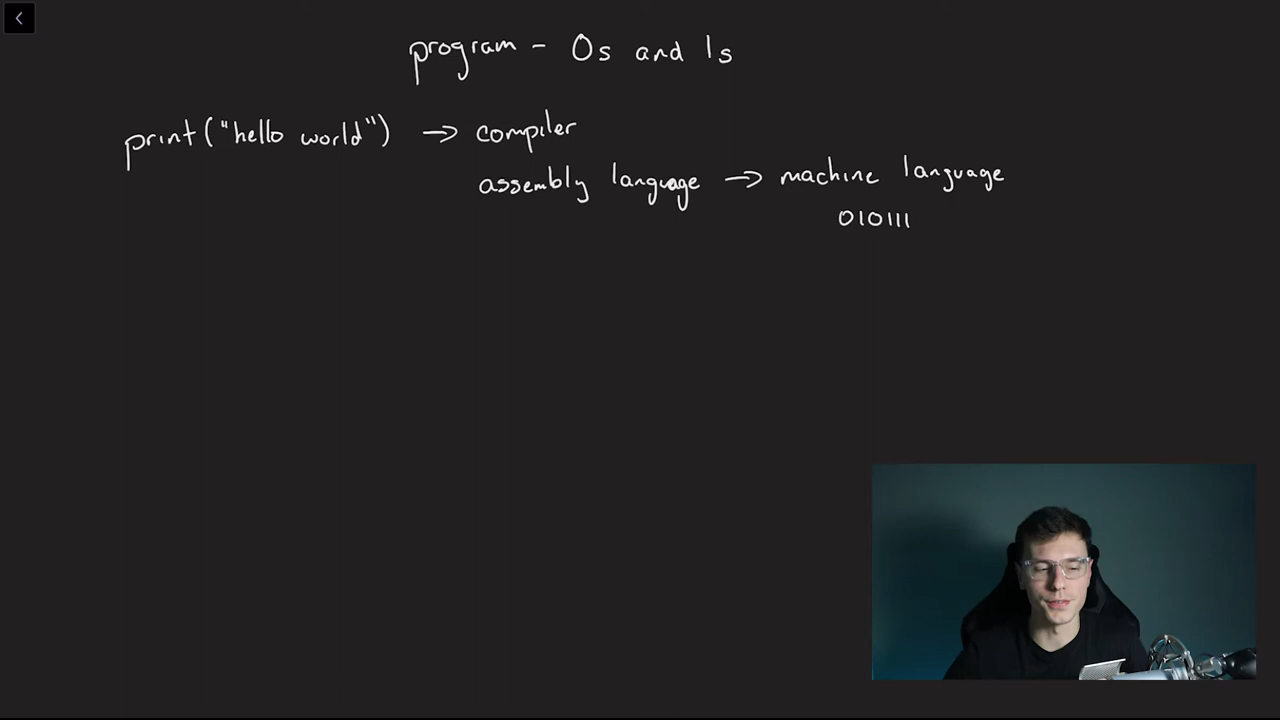 program - 0s and 1s
print("hello world") → compiler
assembly language → machine language
010111